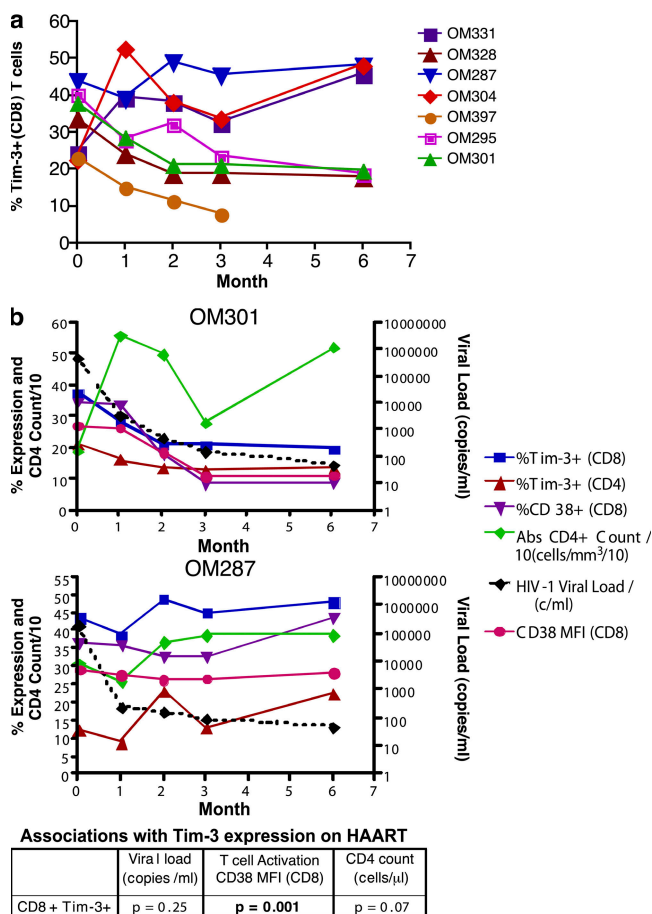 a
% Tim-3+(CD8) T cells
60
50
40
30
20
10
0
0 1 2 3 4 5 6 7
Month
OM331
OM328
OM287
OM304
OM397
OM295
OM301
b
OM301
% Expression and
CD4 Count/10
60
50
40
30
20
10
0
0 1 2 3 4 5 6 7
Month
10000000
1000000
100000
10000
1000
100
10
1
Viral Load (copies/ml)
OM287
% Expression and
CD4 Count/10
55
50
45
40
35
30
25
20
15
10
5
0
0 1 2 3 4 5 6 7
Month
10000000
1000000
100000
10000
1000
100
10
1
Viral Load (copies/ml)
%Tim-3+ (CD8)
%Tim-3+ (CD4)
%CD 38+ (CD8)
Abs CD4+ Count /
10(cells/mm³/10)
HIV-1 Viral Load /
(c/ml)
CD38 MFI (CD8)
Associations with Tim-3 expression on HAART
Viral load
(copies /ml)
T cell Activation
CD38 MFI (CD8)
CD4 count
(cells/µl)
CD8 + Tim-3+ p = 0.25 p = 0.001 p = 0.07